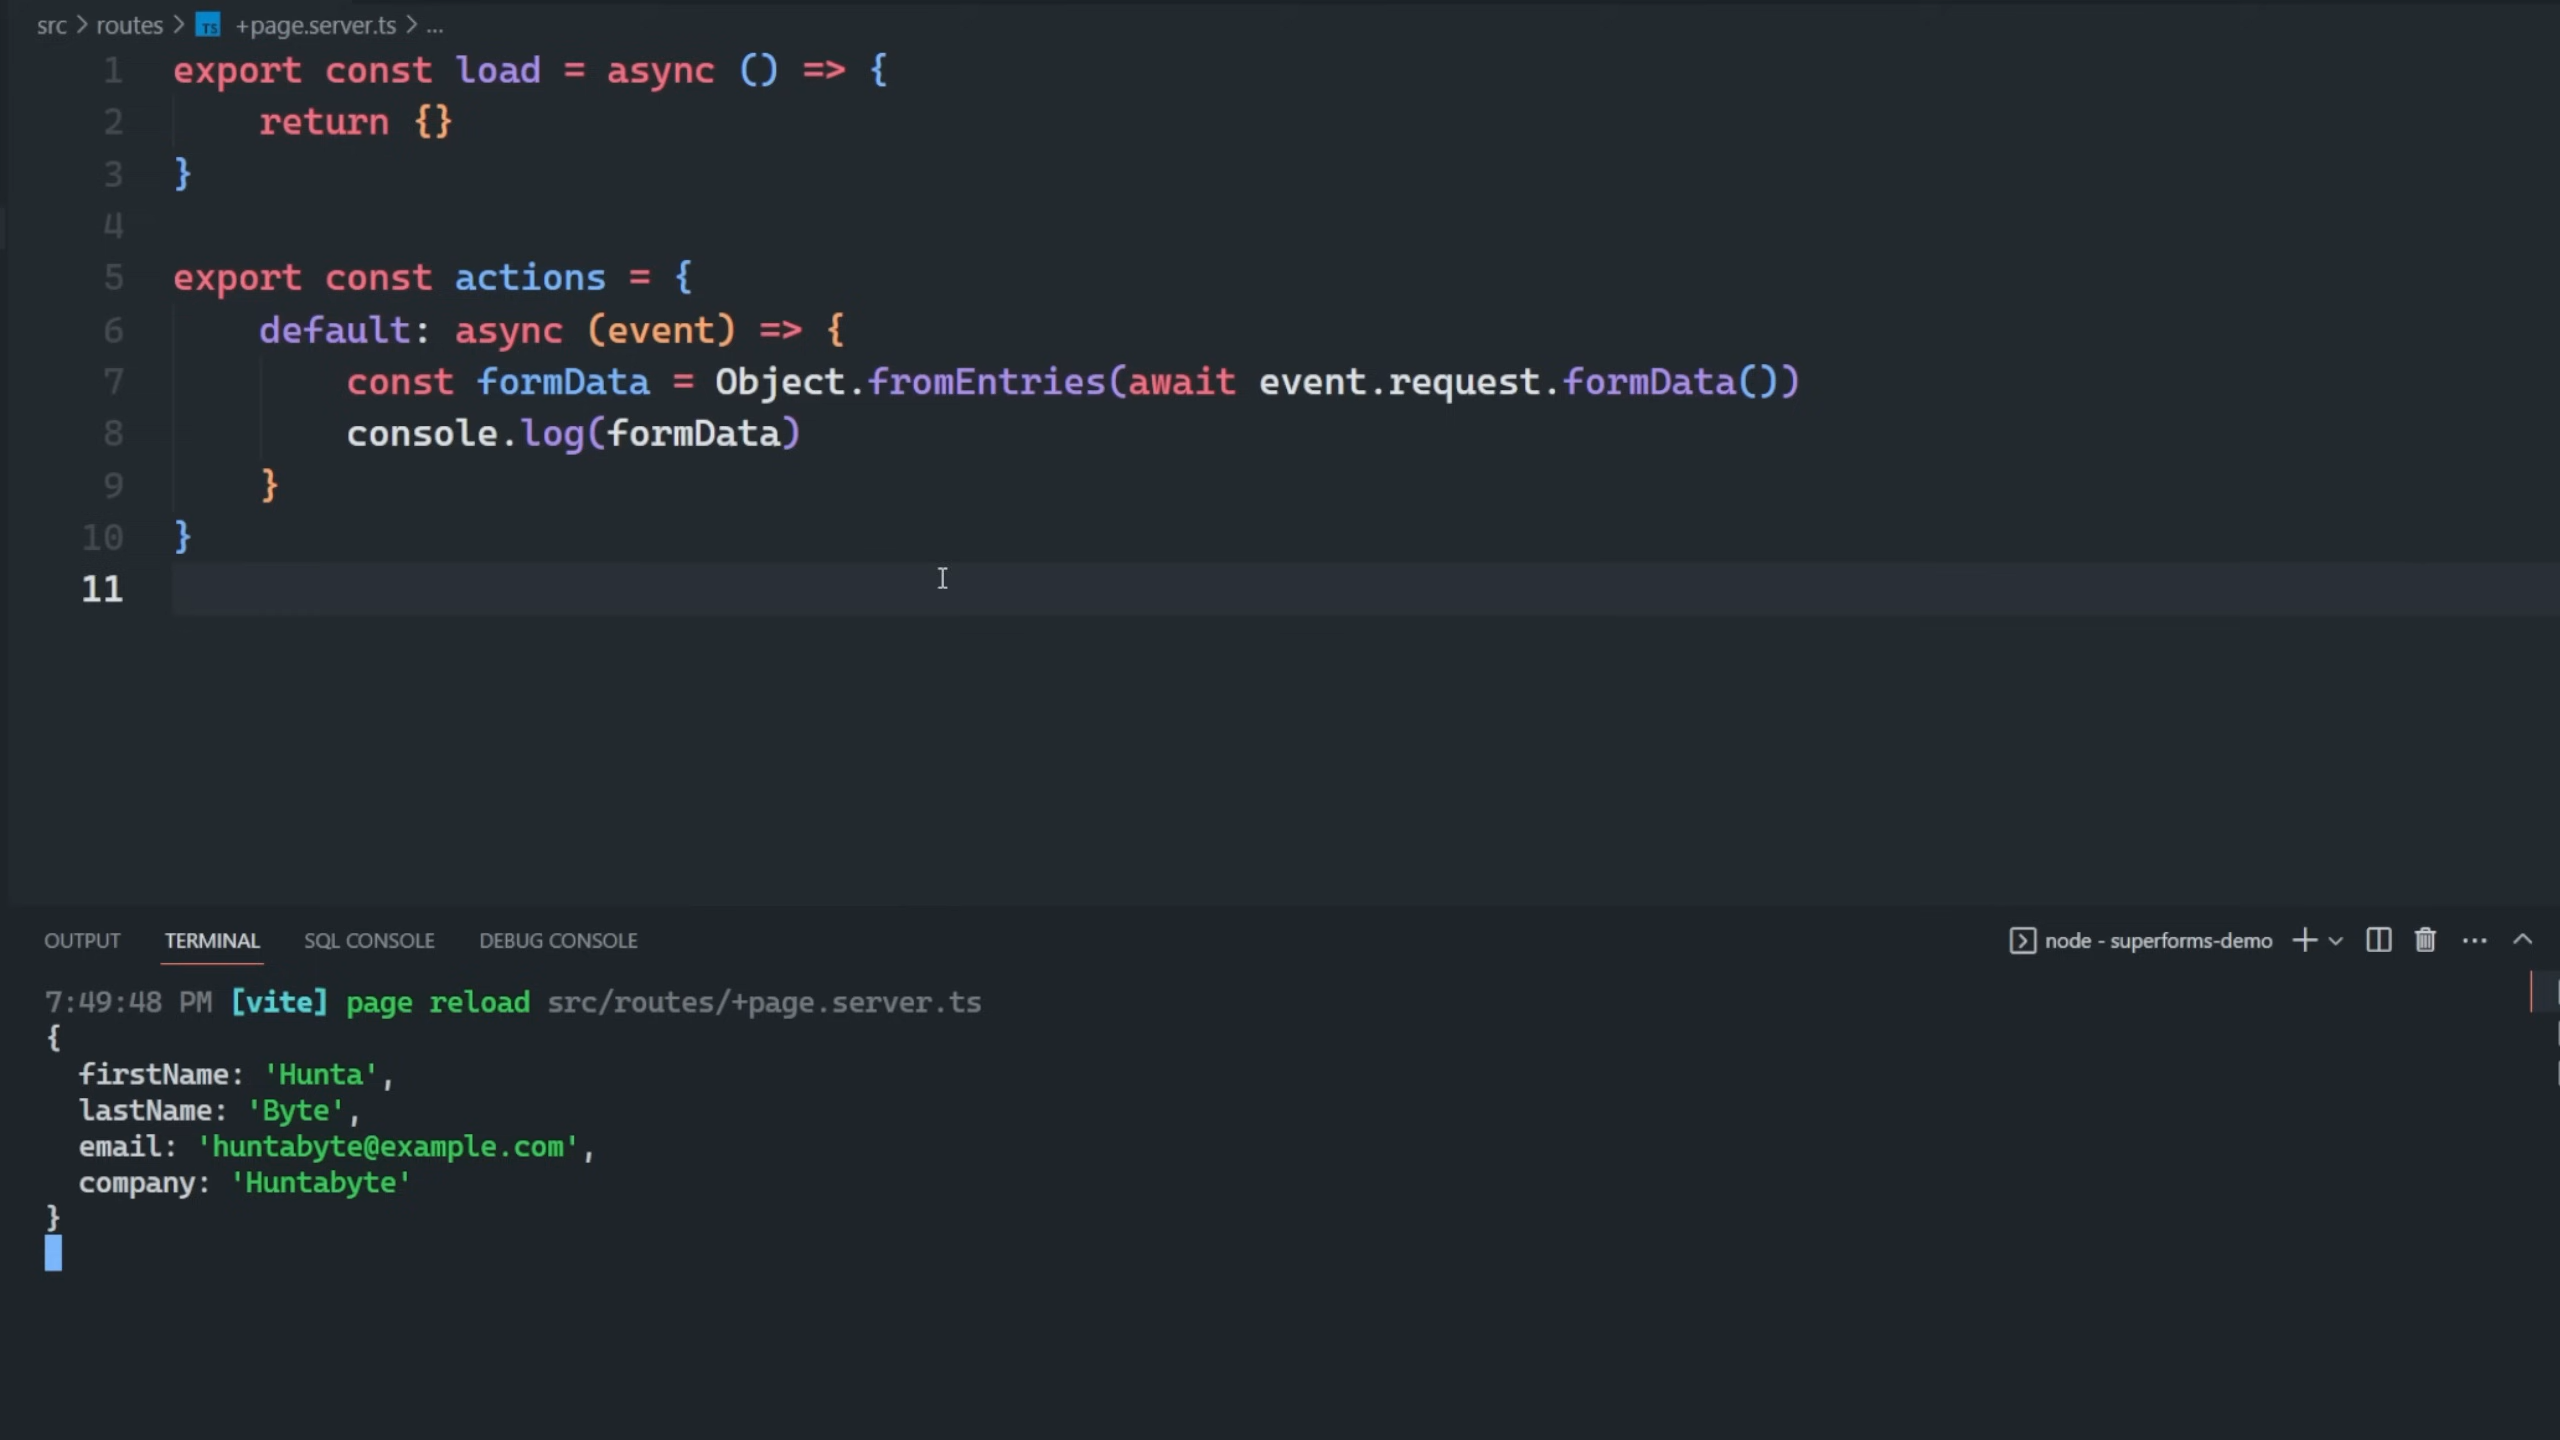 src > routes > TS +page.server.ts > ...
1 export const load = async () => {
2     return {}
3 }
4
5 export const actions = {
6     default: async (event) => {
7         const formData = Object.fromEntries(await event.request.formData())
8         console.log(formData)
9     }
10 }
11
OUTPUT TERMINAL SQL CONSOLE DEBUG CONSOLE node - superforms-demo
7:49:48 PM [vite] page reload src/routes/+page.server.ts
{
  firstName: 'Hunta',
  lastName: 'Byte',
  email: 'huntabyte@example.com',
  company: 'Huntabyte'
}